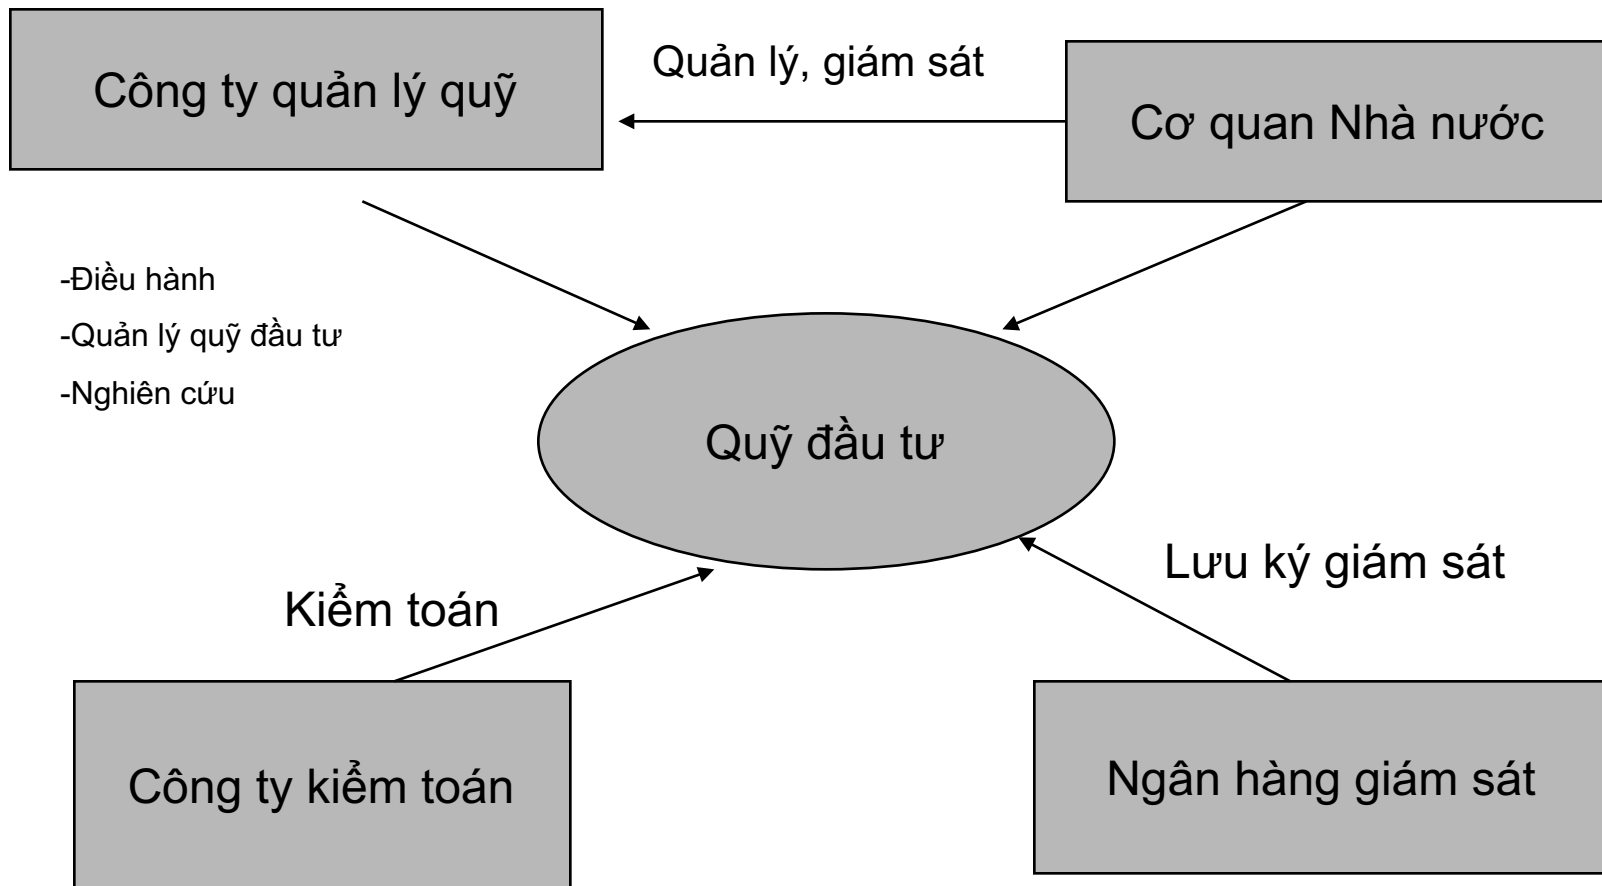 Công ty quản lý quỹ
Quản lý, giám sát
Cơ quan Nhà nước
-Điều hành
-Quản lý quỹ đầu tư
-Nghiên cứu
Quỹ đầu tư
Lưu ký giám sát
Kiểm toán
Công ty kiểm toán
Ngân hàng giám sát